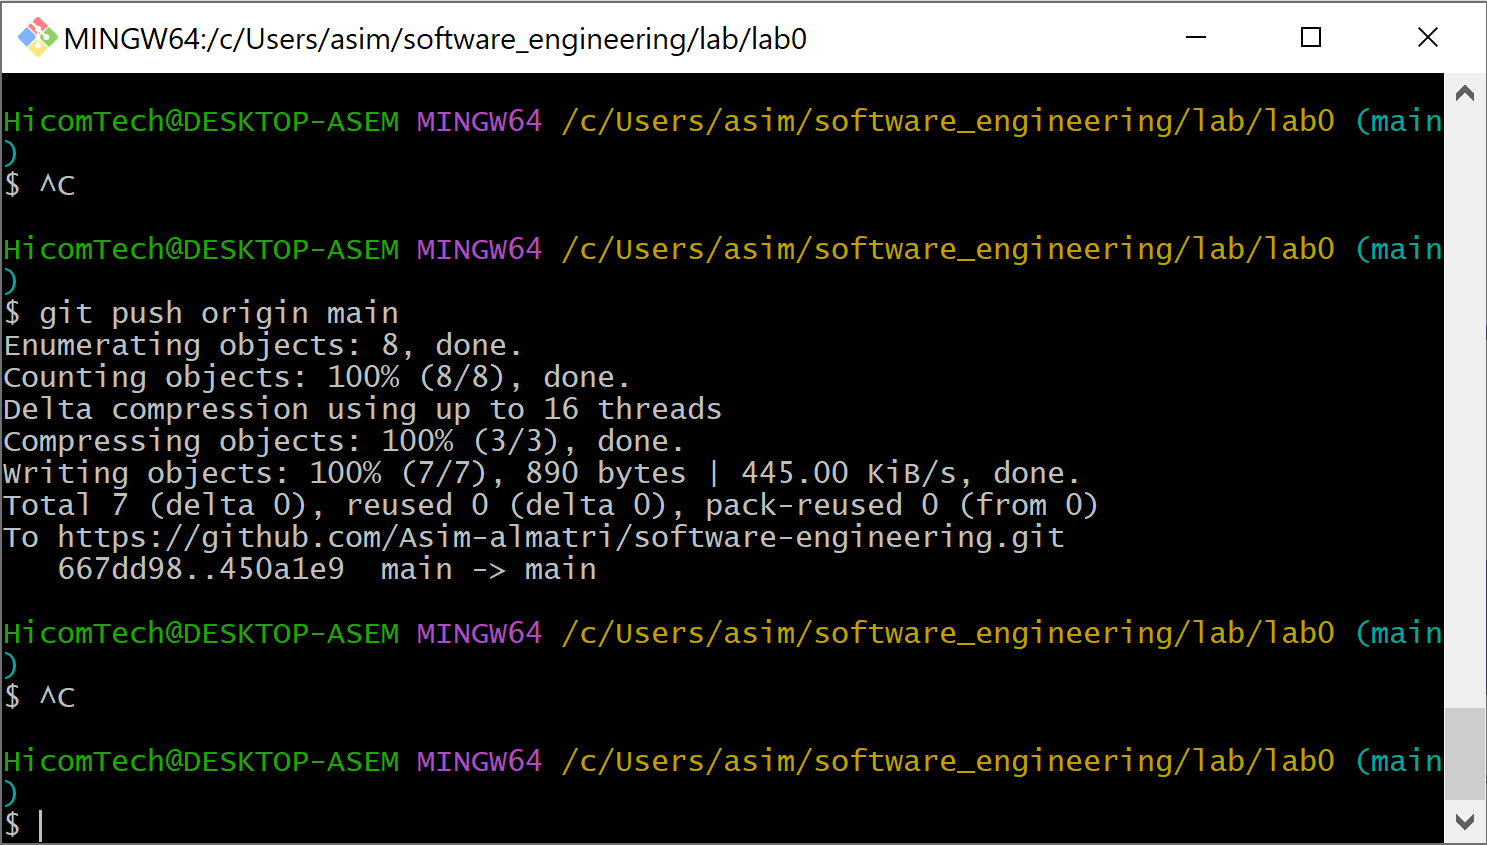 MINGW64:/c/Users/asim/software_engineering/lab/lab0
HicomTech@DESKTOP-ASEM MINGW64 /c/Users/asim/software_engineering/lab/lab0 (main
)
$ ^C
HicomTech@DESKTOP-ASEM MINGW64 /c/Users/asim/software_engineering/lab/lab0 (main
)
$ git push origin main
Enumerating objects: 8, done.
Counting objects: 100% (8/8), done.
Delta compression using up to 16 threads
Compressing objects: 100% (3/3), done.
Writing objects: 100% (7/7), 890 bytes | 445.00 KiB/s, done.
Total 7 (delta 0), reused 0 (delta 0), pack-reused 0 (from 0)
To https://github.com/Asim-almatri/software-engineering.git
   667dd98..450a1e9  main -> main
HicomTech@DESKTOP-ASEM MINGW64 /c/Users/asim/software_engineering/lab/lab0 (main
)
$ ^C
HicomTech@DESKTOP-ASEM MINGW64 /c/Users/asim/software_engineering/lab/lab0 (main
)
$